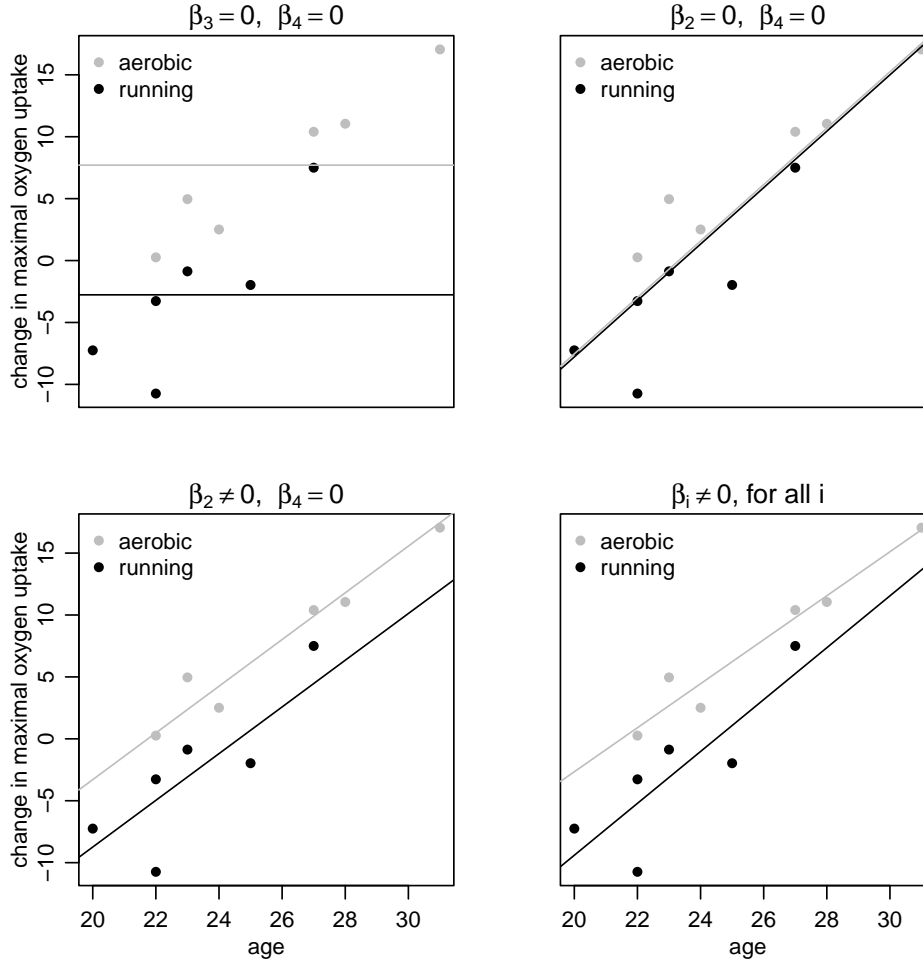 β3 = 0, β4 = 0
β2 = 0, β4 = 0
change in maximal oxygen uptake
15
10
5
0
−5
−10
aerobic
running
aerobic
running
β2 ≠ 0, β4 = 0
βi ≠ 0, for all i
change in maximal oxygen uptake
15
10
5
0
−5
−10
aerobic
running
aerobic
running
20 22 24 26 28 30
20 22 24 26 28 30
age
age